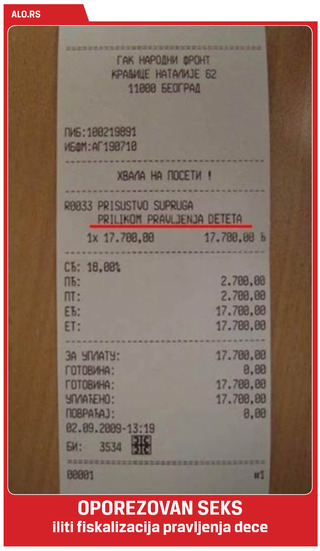 ALO.RS
ГАК НАРОДНИ ФРОНТ
КРАЉИЦЕ НАТАЛИЈЕ 62
11000 БЕОГРАД
ПИБ:100219891
ИБФМ:АГ190710
ХВАЛА НА ПОСЕТИ !
R0033 PRISUSTVO SUPRUGA
PRILIKOM PRAVLJENJA DETETA
1x 17.700,00 17.700,00 Ђ
СЂ: 18,00%
ПЂ: 2.700,00
ПТ: 2.700,00
ЕЂ: 17.700,00
ЕТ: 17.700,00
ЗА УПЛАТУ: 17.700,00
ГОТОВИНА: 0,00
ГОТОВИНА: 17.700,00
УПЛАЋЕНО: 17.700,00
ПОВРАЋАЈ: 0,00
02.09.2009-13:19
БИ: 3534
00001 #1
OPOREZOVAN SEKS
iliti fiskalizacija pravljenja dece